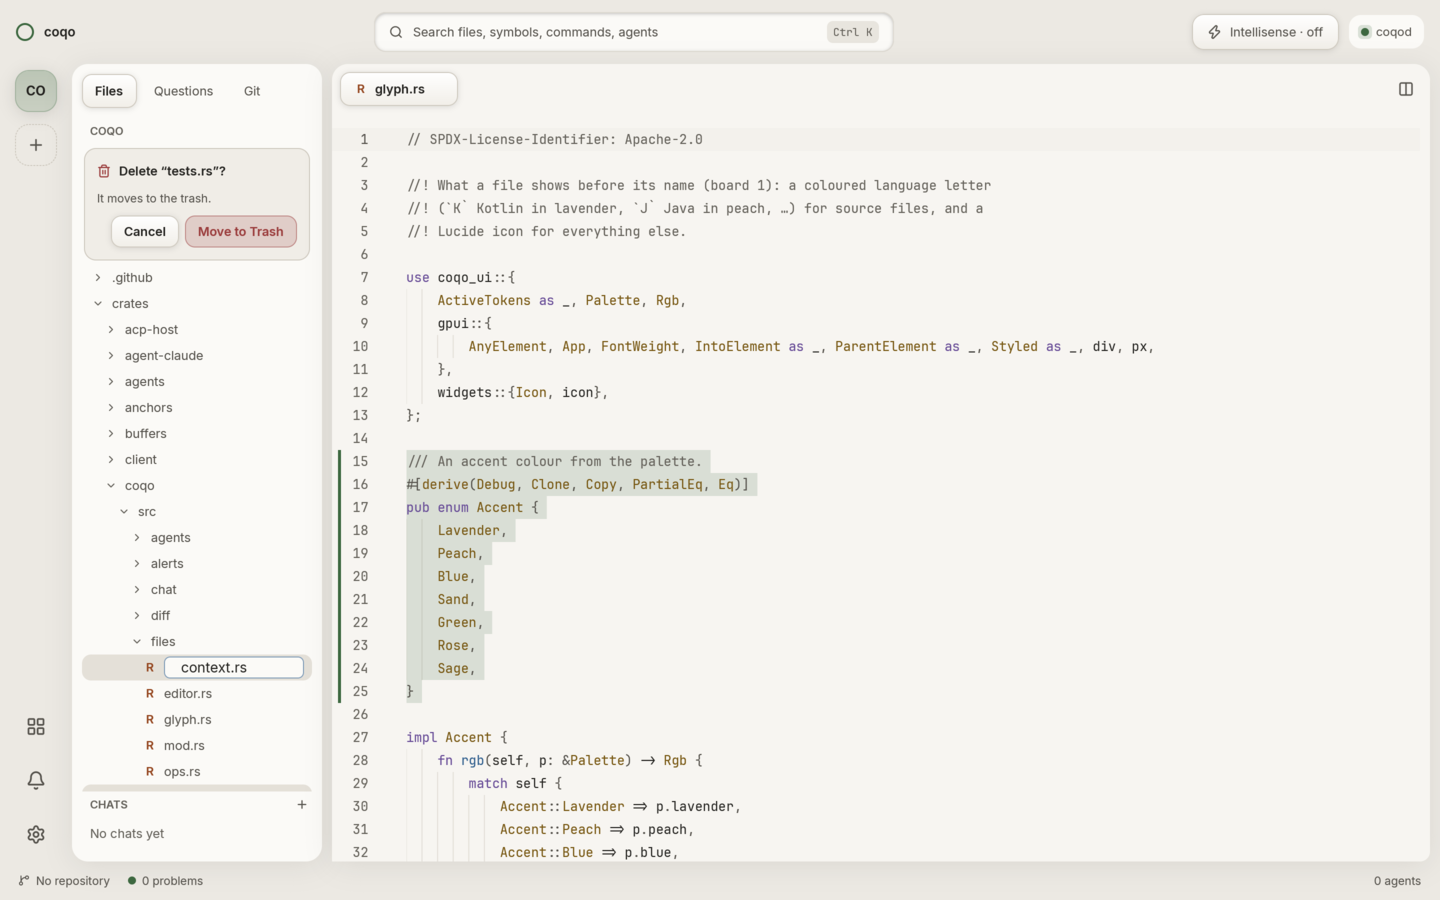 coqo
Search files, symbols, commands, agents
Ctrl K
Intellisense · off
coqod
CO
Files
Questions
Git
COQO
Delete “tests.rs”?
It moves to the trash.
Cancel
Move to Trash
.github
crates
acp-host
agent-claude
agents
anchors
buffers
client
coqo
src
agents
alerts
chat
diff
files
R context.rs
R editor.rs
R glyph.rs
R mod.rs
R ops.rs
CHATS
No chats yet
R glyph.rs
1 // SPDX-License-Identifier: Apache-2.0
2
3 //! What a file shows before its name (board 1): a coloured language letter
4 //! (`K` Kotlin in lavender, `J` Java in peach, …) for source files, and a
5 //! Lucide icon for everything else.
6
7 use coqo_ui::{
8     ActiveTokens as _, Palette, Rgb,
9     gpui::{
10         AnyElement, App, FontWeight, IntoElement as _, ParentElement as _, Styled as _, div, px,
11     },
12     widgets::{Icon, icon},
13 };
14
15 /// An accent colour from the palette.
16 #[derive(Debug, Clone, Copy, PartialEq, Eq)]
17 pub enum Accent {
18     Lavender,
19     Peach,
20     Blue,
21     Sand,
22     Green,
23     Rose,
24     Sage,
25 }
26
27 impl Accent {
28     fn rgb(self, p: &Palette) -> Rgb {
29         match self {
30             Accent::Lavender => p.lavender,
31             Accent::Peach => p.peach,
32             Accent::Blue => p.blue,
No repository
0 problems
0 agents